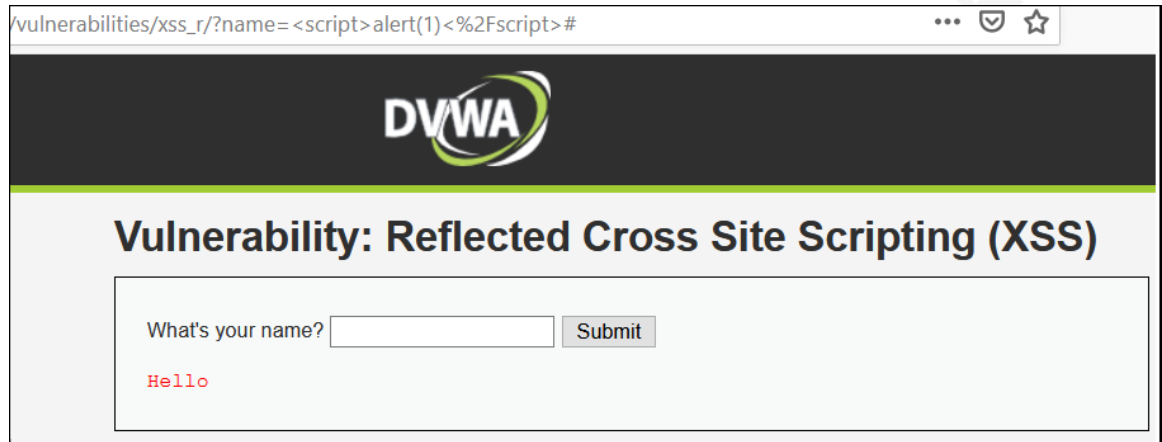 /vulnerabilities/xss_r/?name=<script>alert(1)<%2Fscript>#
DVWA
Vulnerability: Reflected Cross Site Scripting (XSS)
What's your name? Submit
Hello